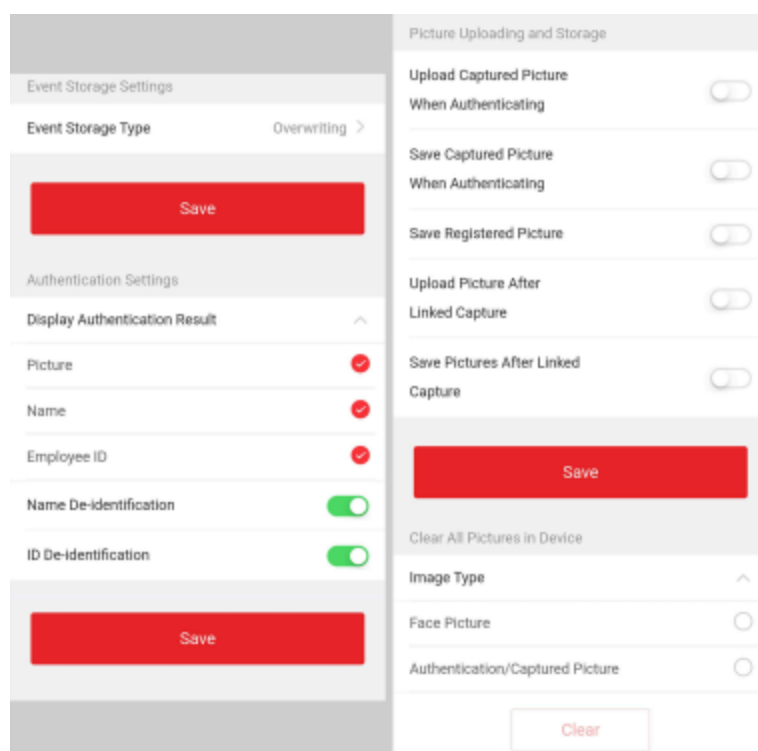 Event Storage Settings
Event Storage Type Overwriting >
Save
Authentication Settings
Display Authentication Result
Picture
Name
Employee ID
Name De-identification
ID De-identification
Save
Picture Uploading and Storage
Upload Captured Picture
When Authenticating
Save Captured Picture
When Authenticating
Save Registered Picture
Upload Picture After
Linked Capture
Save Pictures After Linked
Capture
Save
Clear All Pictures in Device
Image Type
Face Picture
Authentication/Captured Picture
Clear